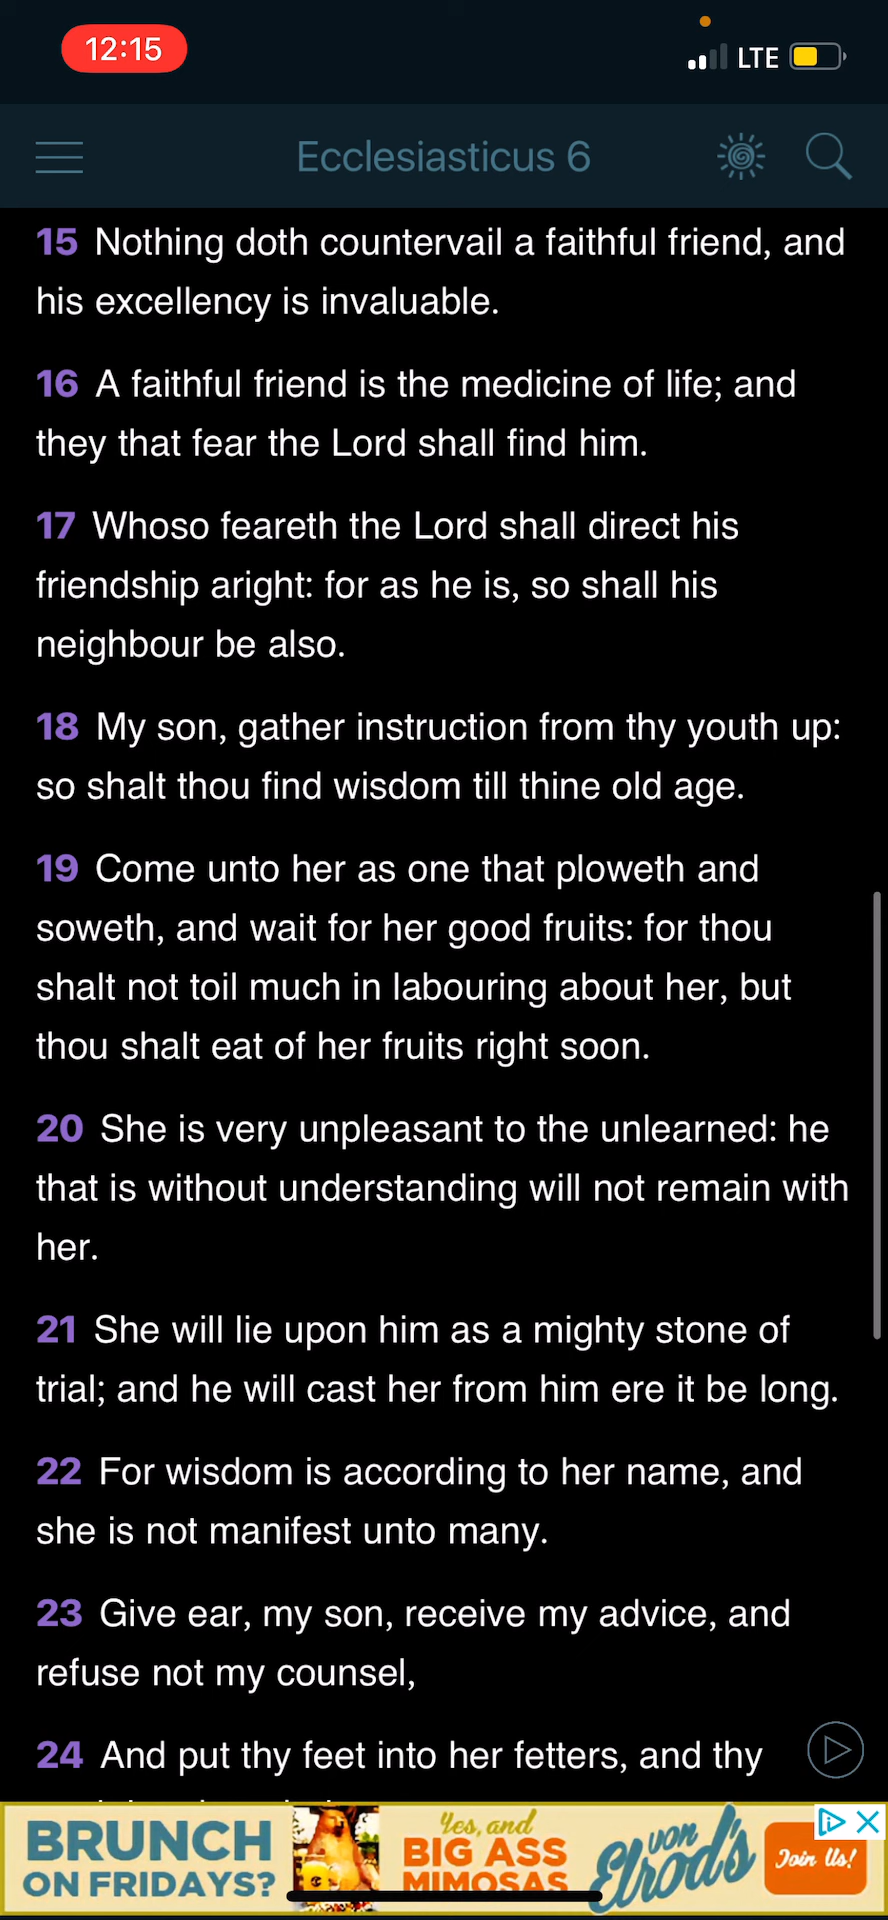 12:15
LTE
Ecclesiasticus 6
15 Nothing doth countervail a faithful friend, and
his excellency is invaluable.
16 A faithful friend is the medicine of life; and
they that fear the Lord shall find him.
17 Whoso feareth the Lord shall direct his
friendship aright: for as he is, so shall his
neighbour be also.
18 My son, gather instruction from thy youth up:
so shalt thou find wisdom till thine old age.
19 Come unto her as one that ploweth and
soweth, and wait for her good fruits: for thou
shalt not toil much in labouring about her, but
thou shalt eat of her fruits right soon.
20 She is very unpleasant to the unlearned: he
that is without understanding will not remain with
her.
21 She will lie upon him as a mighty stone of
trial; and he will cast her from him ere it be long.
22 For wisdom is according to her name, and
she is not manifest unto many.
23 Give ear, my son, receive my advice, and
refuse not my counsel,
24 And put thy feet into her fetters, and thy
BRUNCH
ON FRIDAYS?
Yes, and
BIG ASS
MIMOSAS
von
Elrod's
Join Us!